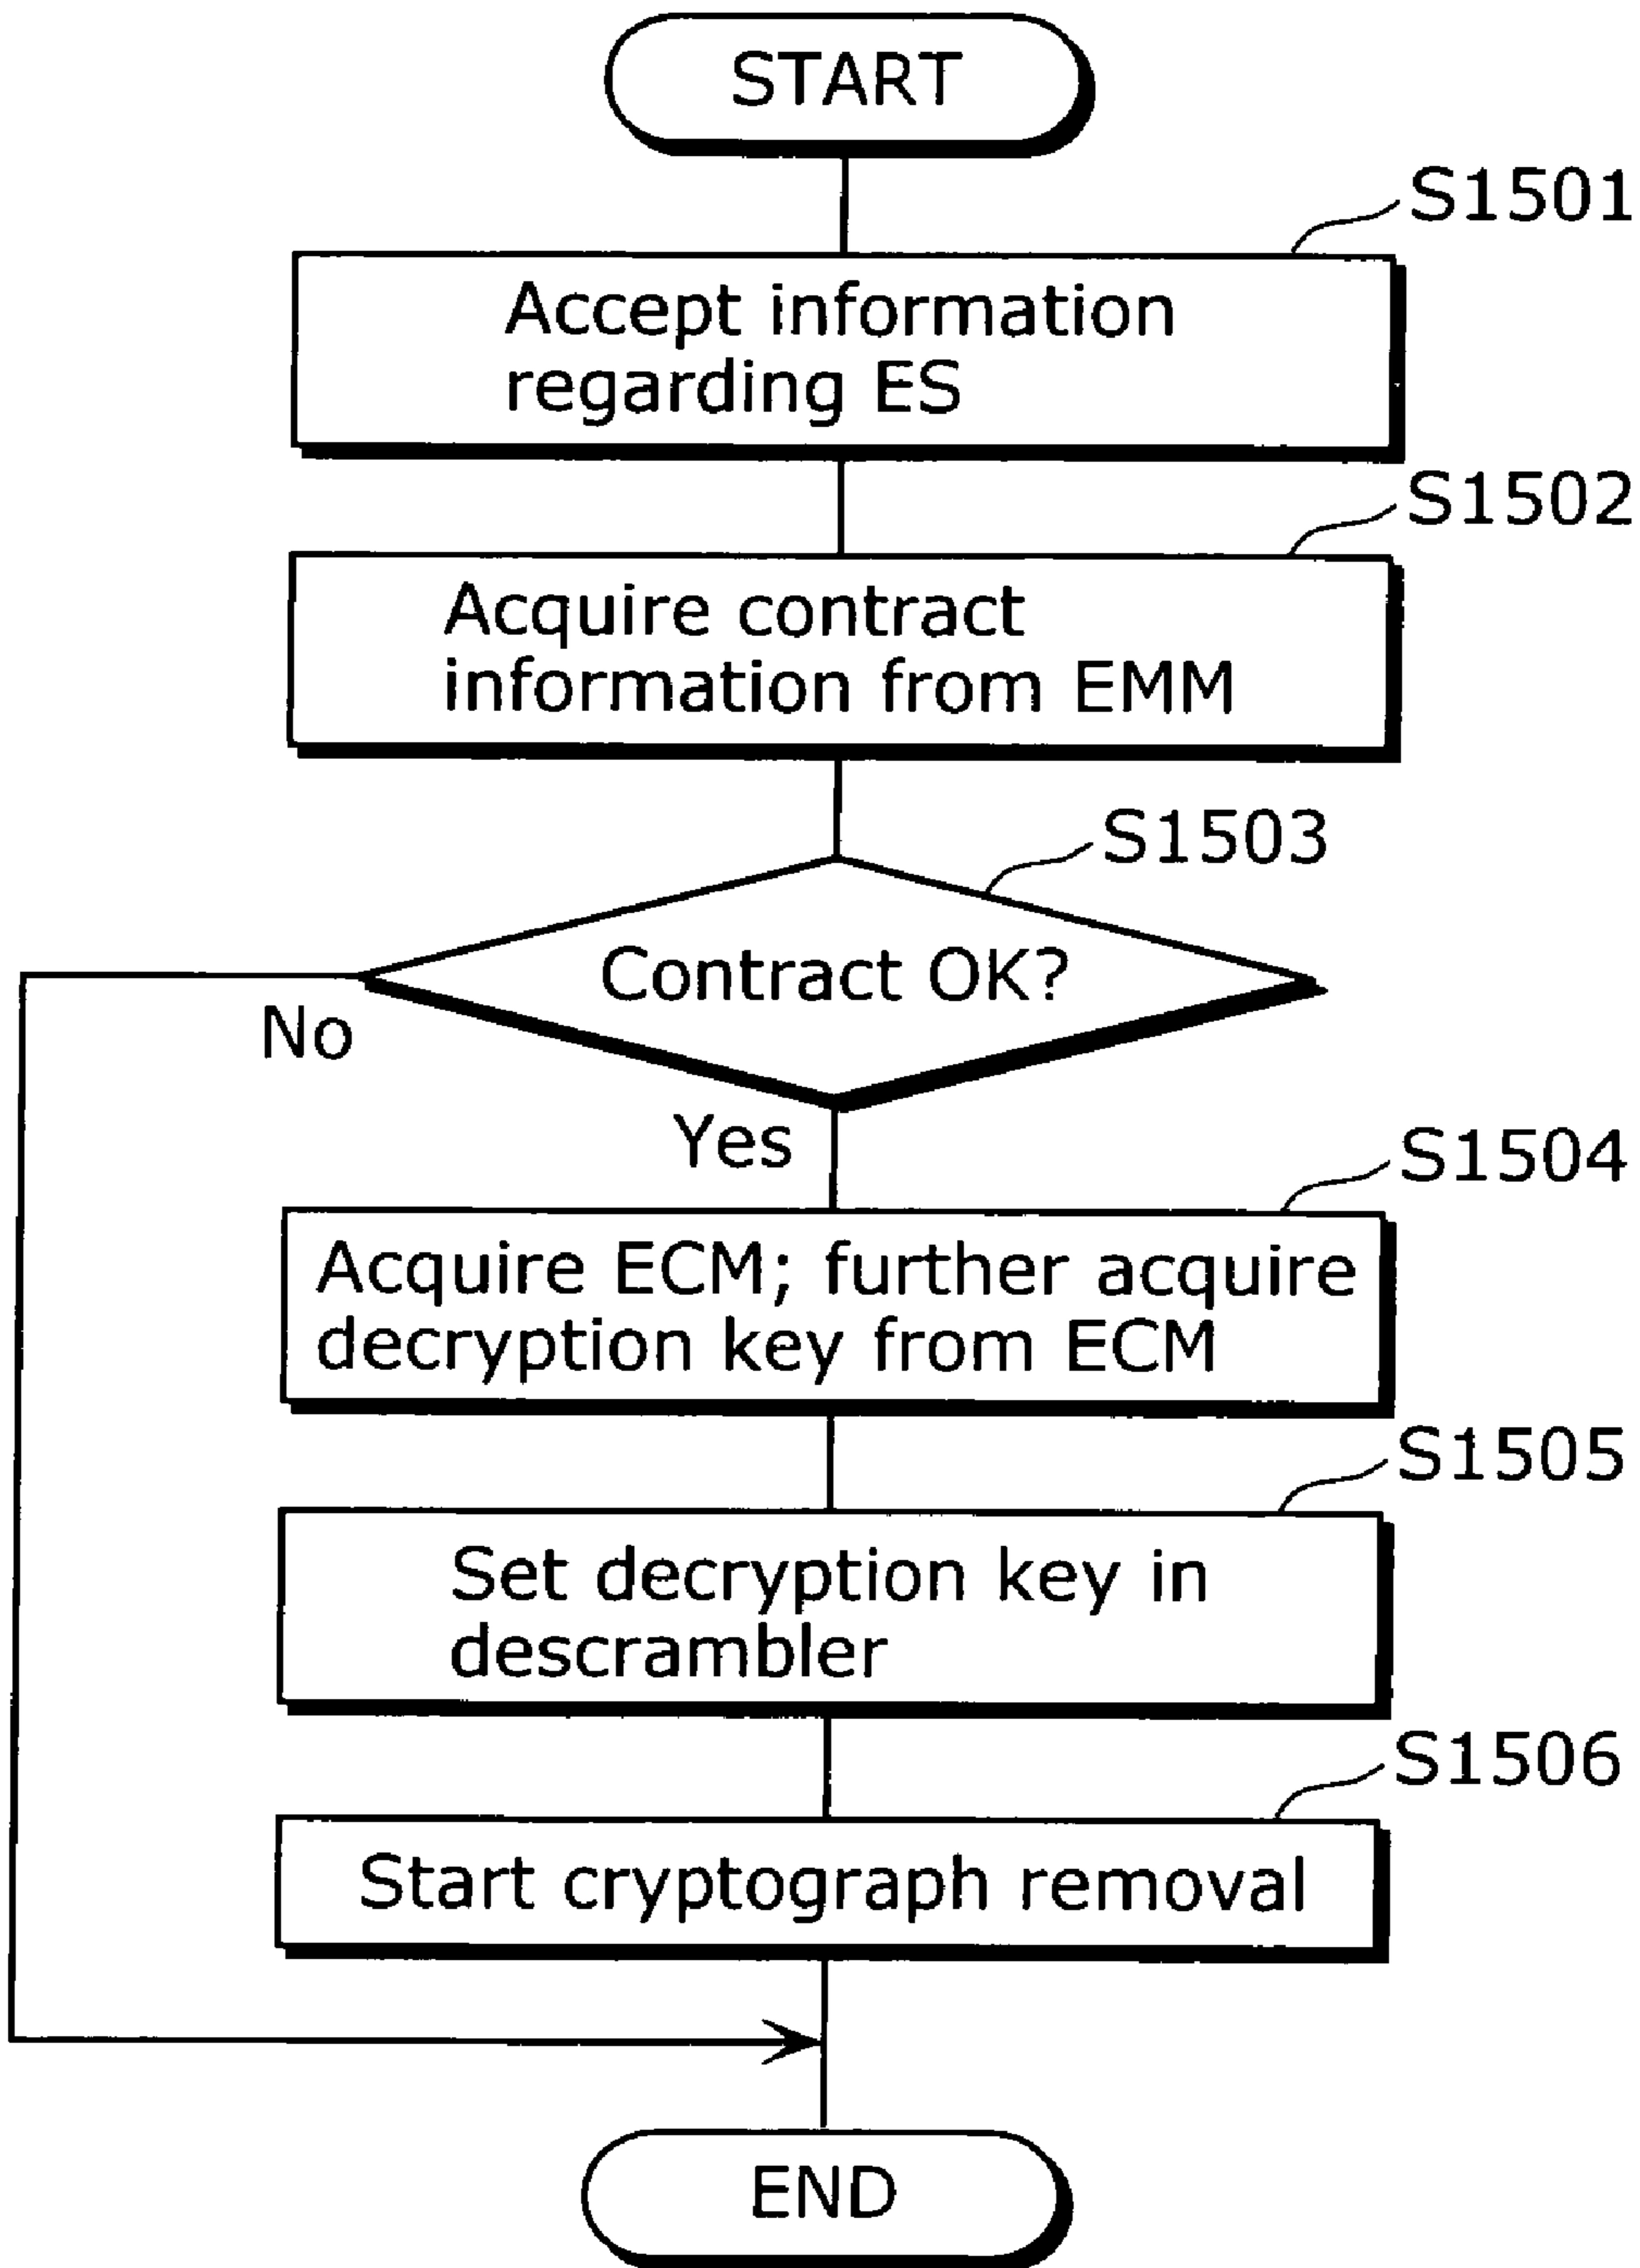 START
S1501
Accept information
regarding ES
S1502
Acquire contract
information from EMM
S1503
Contract OK?
No
Yes
S1504
Acquire ECM; further acquire
decryption key from ECM
S1505
Set decryption key in
descrambler
S1506
Start cryptograph removal
END